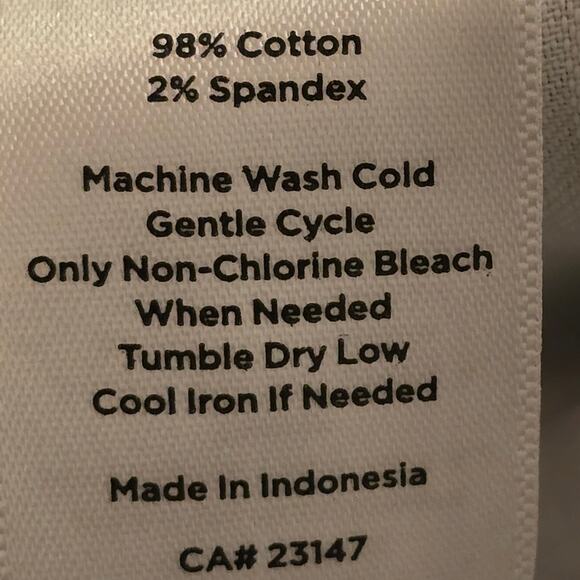 98% Cotton
2% Spandex
Machine Wash Cold
Gentle Cycle
Only Non-Chlorine Bleach
When Needed
Tumble Dry Low
Cool Iron If Needed
Made In Indonesia
CA# 23147